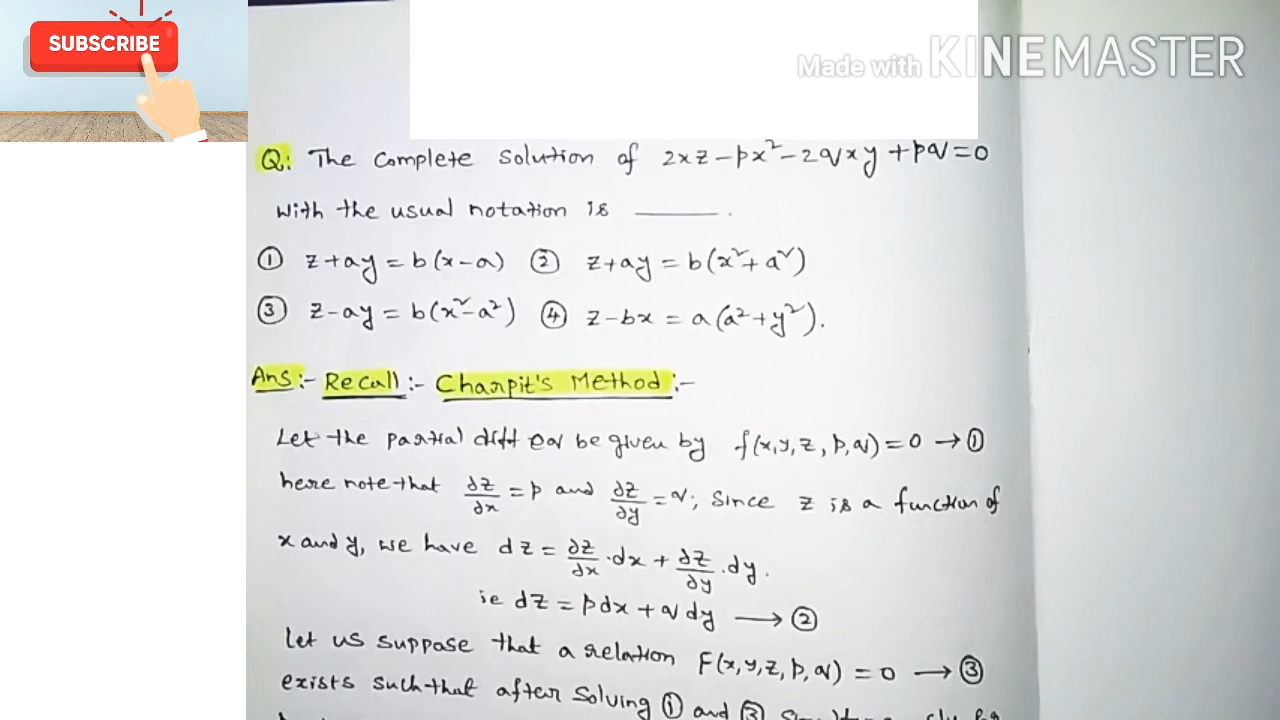 SUBSCRIBE
Made with KINEMASTER
Q: The Complete Solution of 2xz - px² - 2qxy + pq = 0
with the usual notation is ______ .
① z+ay = b(x-a) ② z+ay = b(x²+a²)
③ z-ay = b(x²-a²) ④ z-bx = a(a²+y²).
Ans:- Recall:- Charpit's Method:-
Let the partial diff eq be given by f(x,y,z,p,q) = 0 → ①
here note that ∂z/∂x = p and ∂z/∂y = q; Since z is a function of
x and y, we have dz = ∂z/∂x · dx + ∂z/∂y · dy.
ie dz = pdx + qdy → ②
Let us suppose that a relation F(x,y,z,p,q) = 0 → ③
exists such that after solving ① and ③